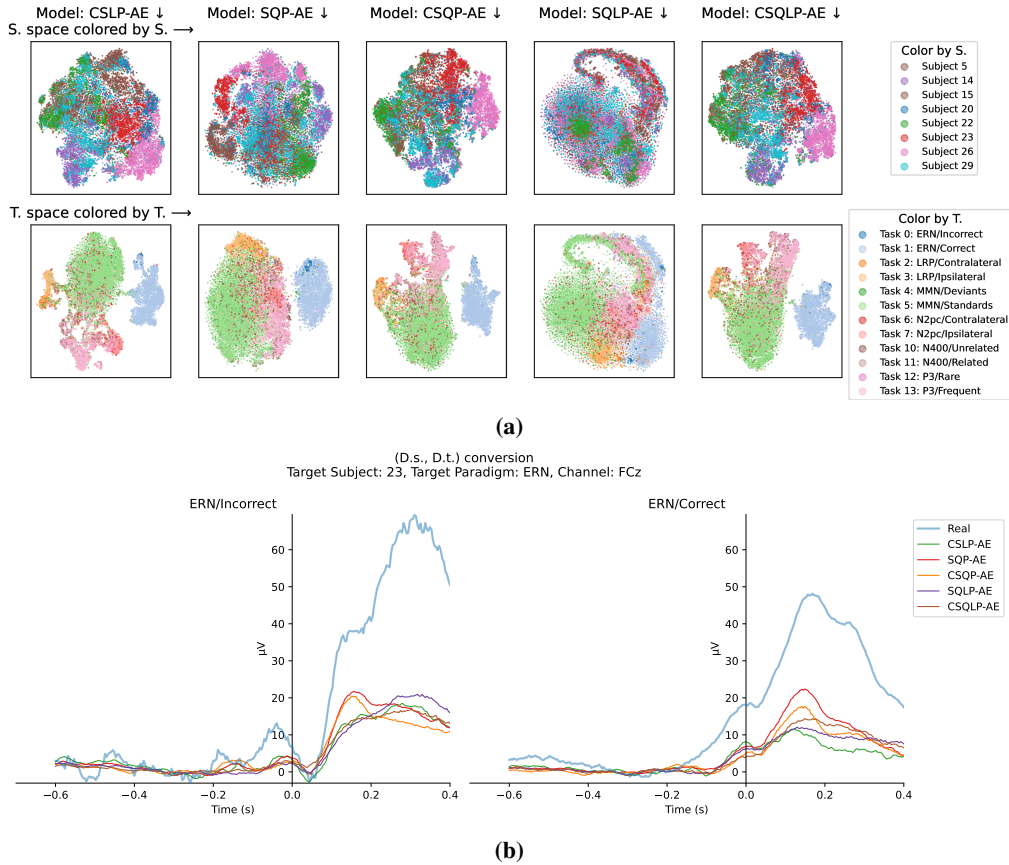 Model: CSLP-AE ↓ Model: SQP-AE ↓ Model: CSQP-AE ↓ Model: SQLP-AE ↓ Model: CSQLP-AE ↓
S. space colored by S. →
Color by S.
Subject 5
Subject 14
Subject 15
Subject 20
Subject 22
Subject 23
Subject 26
Subject 29
T. space colored by T. →
Color by T.
Task 0: ERN/Incorrect
Task 1: ERN/Correct
Task 2: LRP/Contralateral
Task 3: LRP/Ipsilateral
Task 4: MMN/Deviants
Task 5: MMN/Standards
Task 6: N2pc/Contralateral
Task 7: N2pc/Ipsilateral
Task 10: N400/Unrelated
Task 11: N400/Related
Task 12: P3/Rare
Task 13: P3/Frequent
(a)
(D.s., D.t.) conversion
Target Subject: 23, Target Paradigm: ERN, Channel: FCz
ERN/Incorrect
60
50
40
µV
30
20
10
0
−0.6 −0.4 −0.2 0.0 0.2 0.4
Time (s)
ERN/Correct
60
50
40
µV
30
20
10
0
−0.6 −0.4 −0.2 0.0 0.2 0.4
Time (s)
Real
CSLP-AE
SQP-AE
CSQP-AE
SQLP-AE
CSQLP-AE
(b)